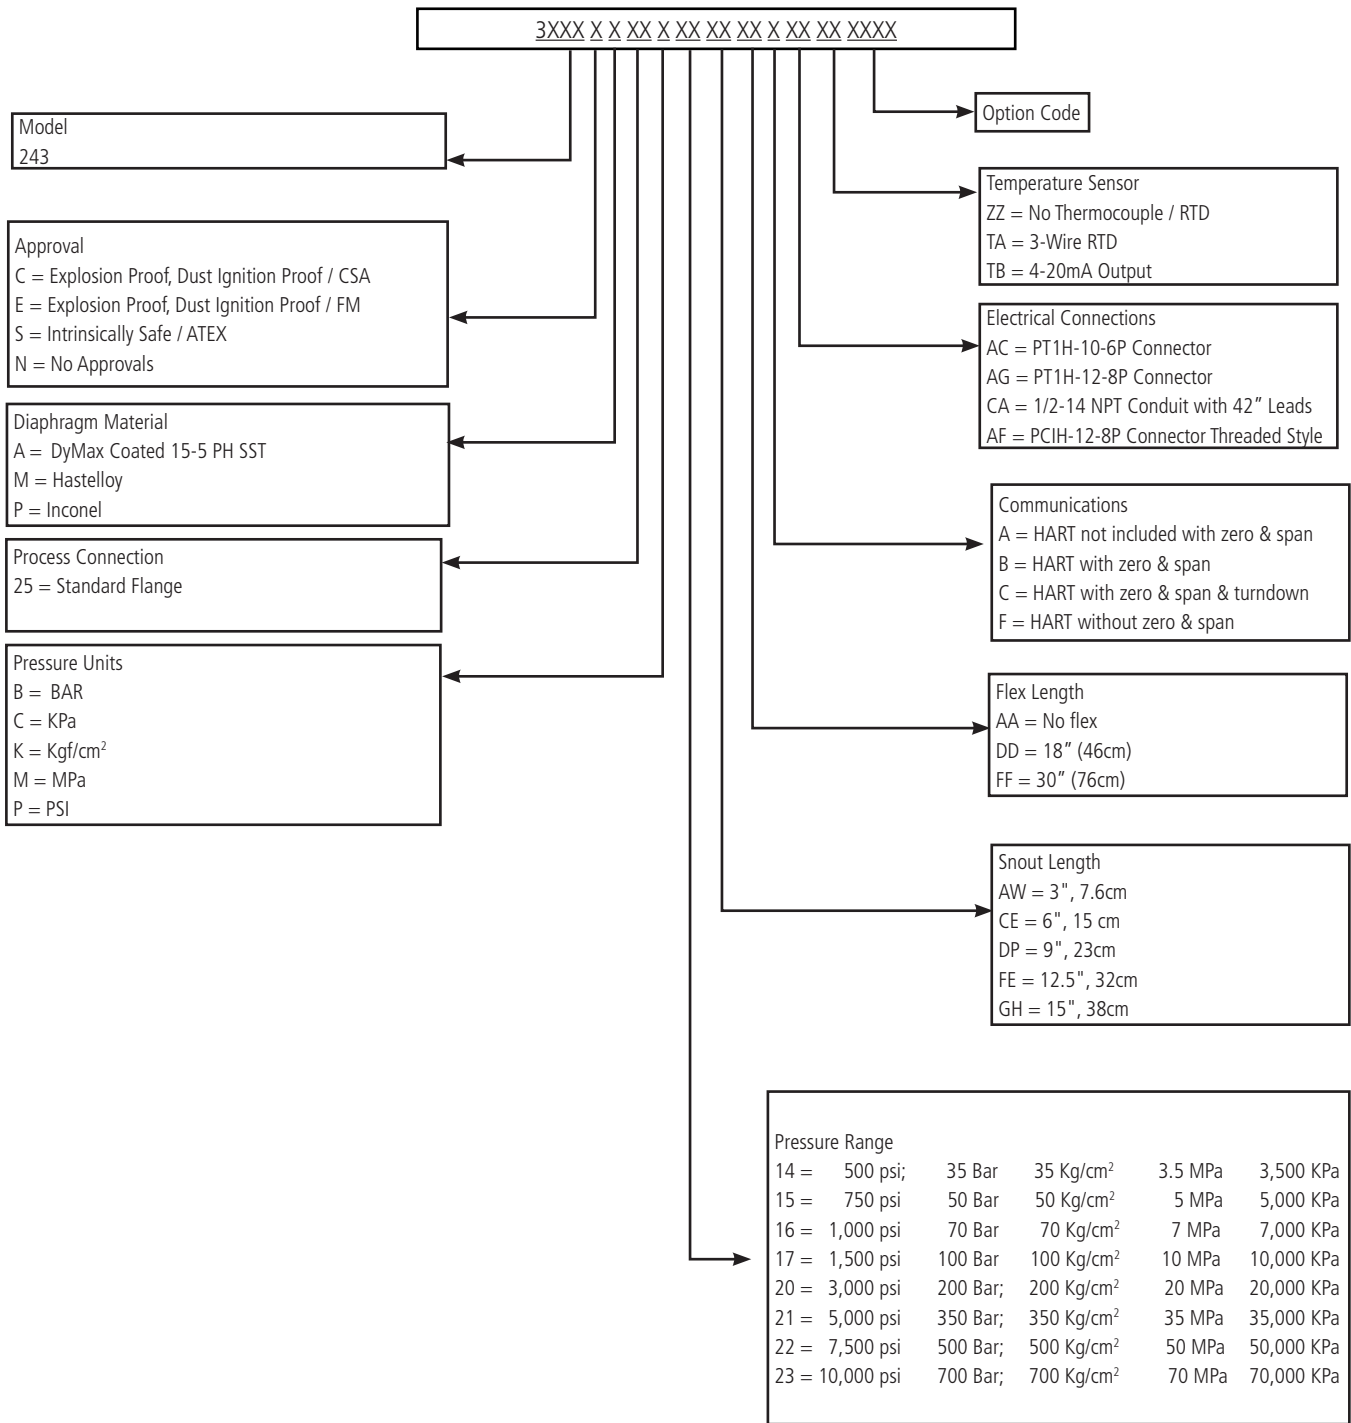 3XXX X X XX X XX XX XX X XX XX XXXX
Model
243
Approval
C = Explosion Proof, Dust Ignition Proof / CSA
E = Explosion Proof, Dust Ignition Proof / FM
S = Intrinsically Safe / ATEX
N = No Approvals
Diaphragm Material
A = DyMax Coated 15-5 PH SST
M = Hastelloy
P = Inconel
Process Connection
25 = Standard Flange
Pressure Units
B = BAR
C = KPa
K = Kgf/cm²
M = MPa
P = PSI
Option Code
Temperature Sensor
ZZ = No Thermocouple / RTD
TA = 3-Wire RTD
TB = 4-20mA Output
Electrical Connections
AC = PT1H-10-6P Connector
AG = PT1H-12-8P Connector
CA = 1/2-14 NPT Conduit with 42" Leads
AF = PCIH-12-8P Connector Threaded Style
Communications
A = HART not included with zero & span
B = HART with zero & span
C = HART with zero & span & turndown
F = HART without zero & span
Flex Length
AA = No flex
DD = 18" (46cm)
FF = 30" (76cm)
Snout Length
AW = 3", 7.6cm
CE = 6", 15 cm
DP = 9", 23cm
FE = 12.5", 32cm
GH = 15", 38cm
Pressure Range
14 = 500 psi; 35 Bar 35 Kg/cm² 3.5 MPa 3,500 KPa
15 = 750 psi 50 Bar 50 Kg/cm² 5 MPa 5,000 KPa
16 = 1,000 psi 70 Bar 70 Kg/cm² 7 MPa 7,000 KPa
17 = 1,500 psi 100 Bar 100 Kg/cm² 10 MPa 10,000 KPa
20 = 3,000 psi 200 Bar; 200 Kg/cm² 20 MPa 20,000 KPa
21 = 5,000 psi 350 Bar; 350 Kg/cm² 35 MPa 35,000 KPa
22 = 7,500 psi 500 Bar; 500 Kg/cm² 50 MPa 50,000 KPa
23 = 10,000 psi 700 Bar; 700 Kg/cm² 70 MPa 70,000 KPa